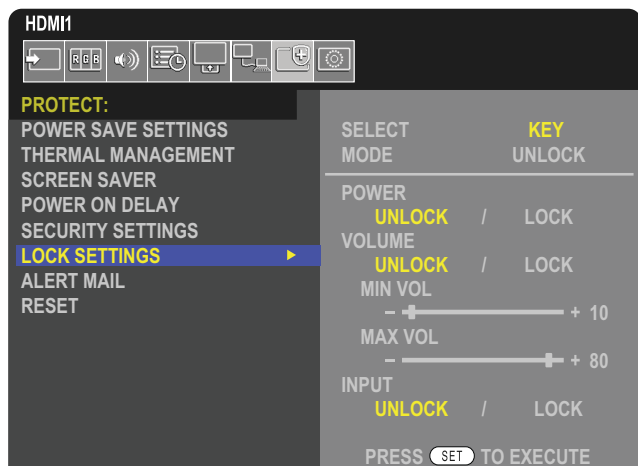 HDMI1
RGB
PROTECT:
POWER SAVE SETTINGS
THERMAL MANAGEMENT
SCREEN SAVER
POWER ON DELAY
SECURITY SETTINGS
LOCK SETTINGS
ALERT MAIL
RESET
SELECT KEY
MODE UNLOCK
POWER
UNLOCK / LOCK
VOLUME
UNLOCK / LOCK
MIN VOL
– + 10
MAX VOL
– + 80
INPUT
UNLOCK / LOCK
PRESS SET TO EXECUTE